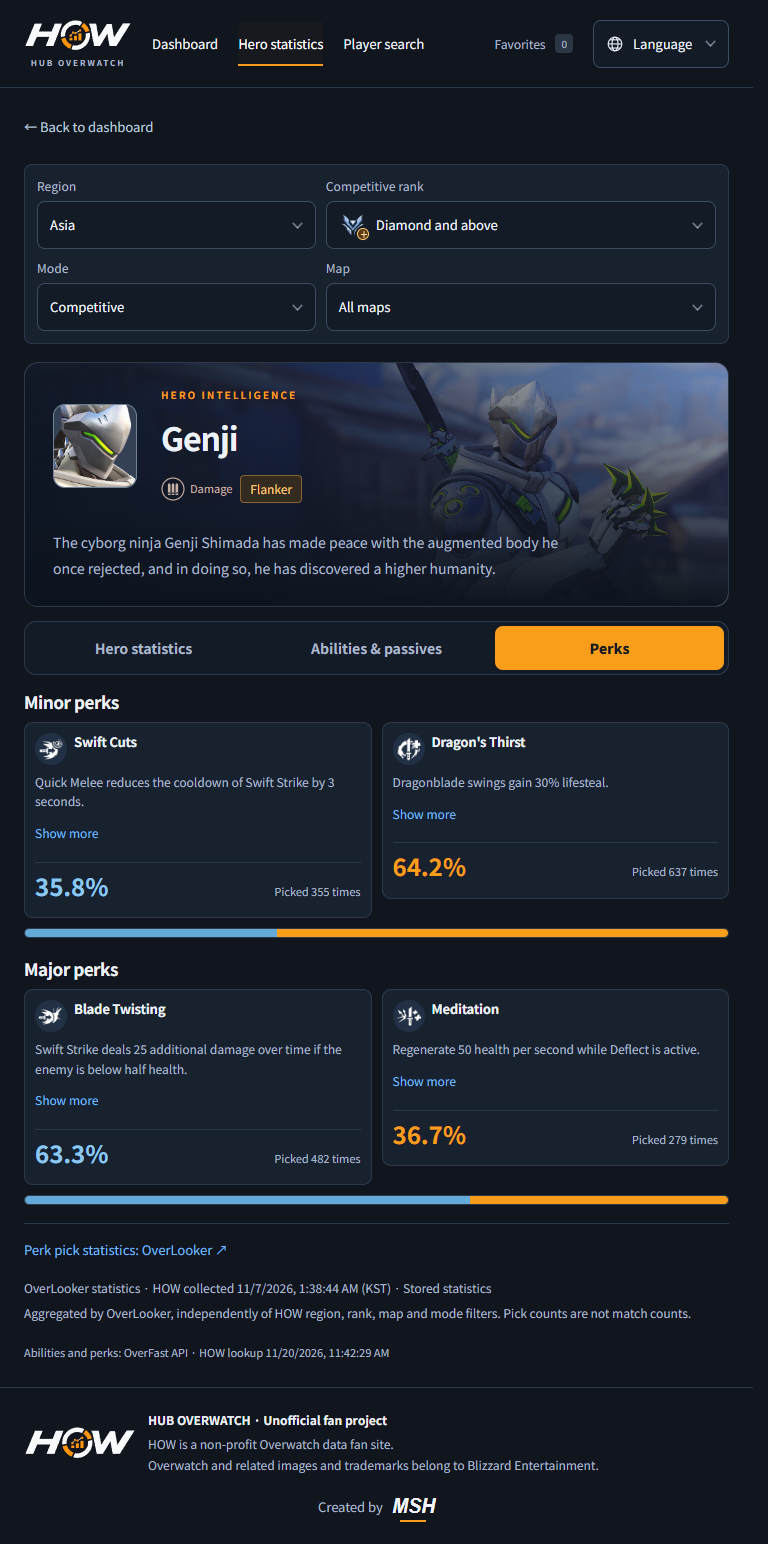 HOW
HUB OVERWATCH
Dashboard
Hero statistics
Player search
Favorites
0
Language
← Back to dashboard
Region
Competitive rank
Asia
Diamond and above
Mode
Map
Competitive
All maps
HERO INTELLIGENCE
Genji
Damage
Flanker
The cyborg ninja Genji Shimada has made peace with the augmented body he
once rejected, and in doing so, he has discovered a higher humanity.
Hero statistics
Abilities & passives
Perks
Minor perks
Swift Cuts
Quick Melee reduces the cooldown of Swift Strike by 3
seconds.
Show more
35.8%
Picked 355 times
Dragon's Thirst
Dragonblade swings gain 30% lifesteal.
Show more
64.2%
Picked 637 times
Major perks
Blade Twisting
Swift Strike deals 25 additional damage over time if the
enemy is below half health.
Show more
63.3%
Picked 482 times
Meditation
Regenerate 50 health per second while Deflect is active.
Show more
36.7%
Picked 279 times
Perk pick statistics: OverLooker ↗
OverLooker statistics · HOW collected 11/7/2026, 1:38:44 AM (KST) · Stored statistics
Aggregated by OverLooker, independently of HOW region, rank, map and mode filters. Pick counts are not match counts.
Abilities and perks: OverFast API · HOW lookup 11/20/2026, 11:42:29 AM
HOW
HUB OVERWATCH · Unofficial fan project
HOW is a non-profit Overwatch data fan site.
Overwatch and related images and trademarks belong to Blizzard Entertainment.
Created by MSH